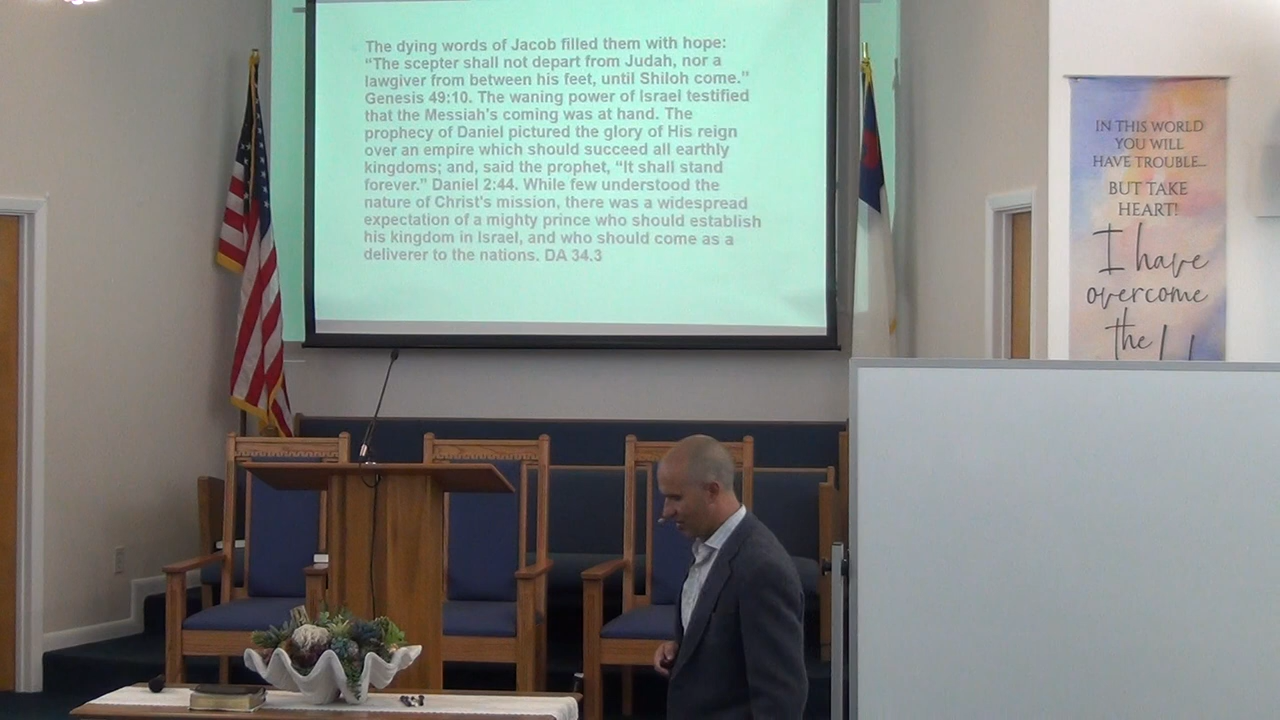 The dying words of Jacob filled them with hope:
“The scepter shall not depart from Judah, nor a
lawgiver from between his feet, until Shiloh come.”
Genesis 49:10. The waning power of Israel testified
that the Messiah's coming was at hand. The
prophecy of Daniel pictured the glory of His reign
over an empire which should succeed all earthly
kingdoms; and, said the prophet, “It shall stand
forever.” Daniel 2:44. While few understood the
nature of Christ's mission, there was a widespread
expectation of a mighty prince who should establish
his kingdom in Israel, and who should come as a
deliverer to the nations. DA 34.3
IN THIS WORLD
YOU WILL
HAVE TROUBLE...
BUT TAKE
HEART!
I have
overcome
the